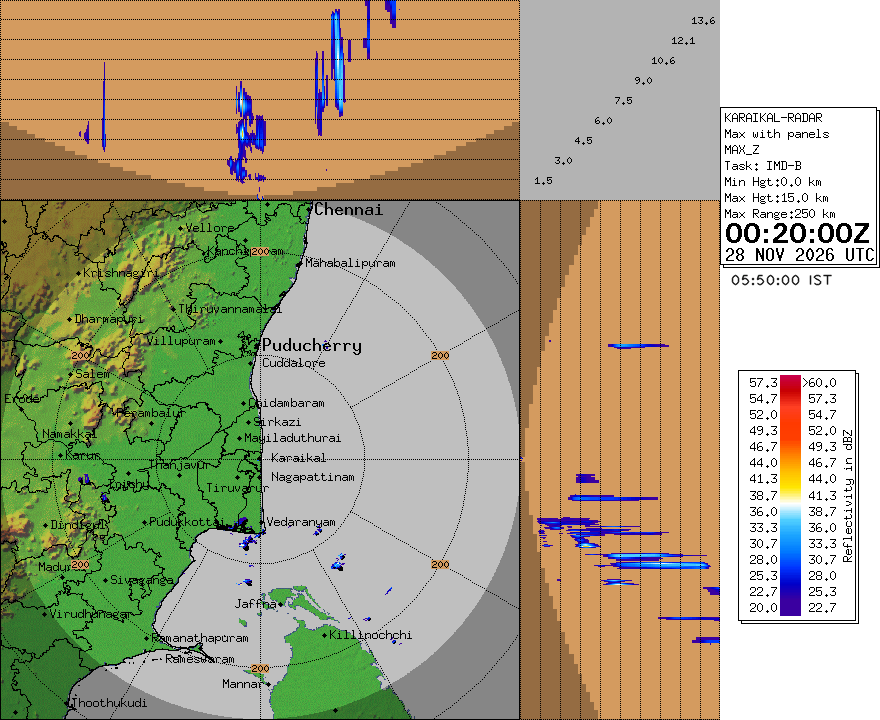 13.6
12.1
10.6
9.0
7.5
6.0
4.5
3.0
1.5
KARAIKAL-RADAR
Max with panels
MAX_Z
Task: IMD-B
Min Hgt:0.0 km
Max Hgt:15.0 km
Max Range:250 km
00:20:00Z
28 NOV 2026 UTC
05:50:00 IST
Chennai
Vellore
200
Mahabalipuram
Krishnagiri
Thiruvannamalai
Dharmapuri
Villupuram
Puducherry
200
200
Cuddalore
Salem
Erode
Chidambaram
Perambalur
Sirkazi
Namakkal
Mayiladuthurai
Karur
Karaikal
Thanjavur
Nagapattinam
Tiruvarur
Dindigul
Pudukkottai
Vedaranyam
Madurai
200
200
Sivaganga
Jaffna
Virudhunagar
Ramanathapuram
Killinochchi
Rameswaram
200
Mannar
Thoothukudi
57.3 >60.0
54.7 57.3
52.0 54.7
49.3 52.0
46.7 49.3
44.0 46.7
41.3 44.0
38.7 41.3
36.0 38.7
33.3 36.0
30.7 33.3
28.0 30.7
25.3 28.0
22.7 25.3
20.0 22.7
Reflectivity in dBZ